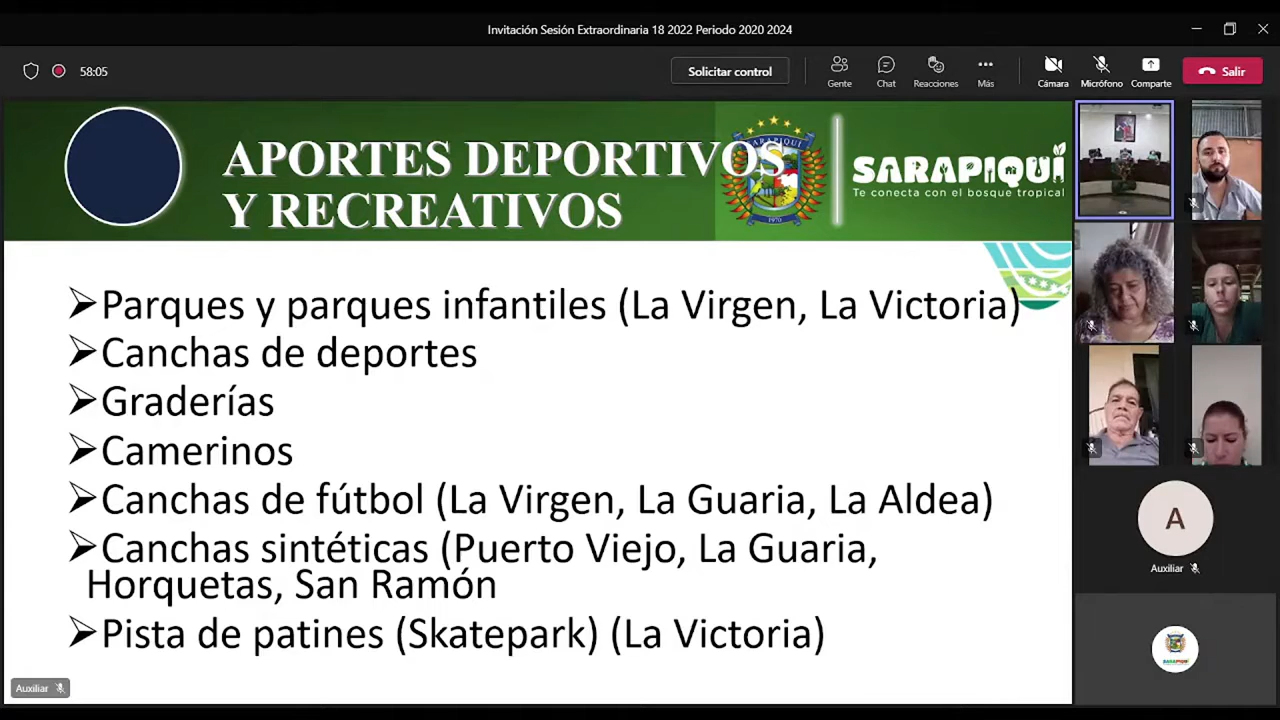 Invitación Sesión Extraordinaria 18 2022 Periodo 2020 2024
58:05
Solicitar control
Gente
Chat
Reacciones
Más
Cámara
Micrófono
Comparte
Salir
APORTES DEPORTIVOS
Y RECREATIVOS
SARAPIQUI
1970
SARAPIQUÍ
Te conecta con el bosque tropical
➢Parques y parques infantiles (La Virgen, La Victoria)
➢Canchas de deportes
➢Graderías
➢Camerinos
➢Canchas de fútbol (La Virgen, La Guaria, La Aldea)
➢Canchas sintéticas (Puerto Viejo, La Guaria,
Horquetas, San Ramón
➢Pista de patines (Skatepark) (La Victoria)
A
Auxiliar
Auxiliar